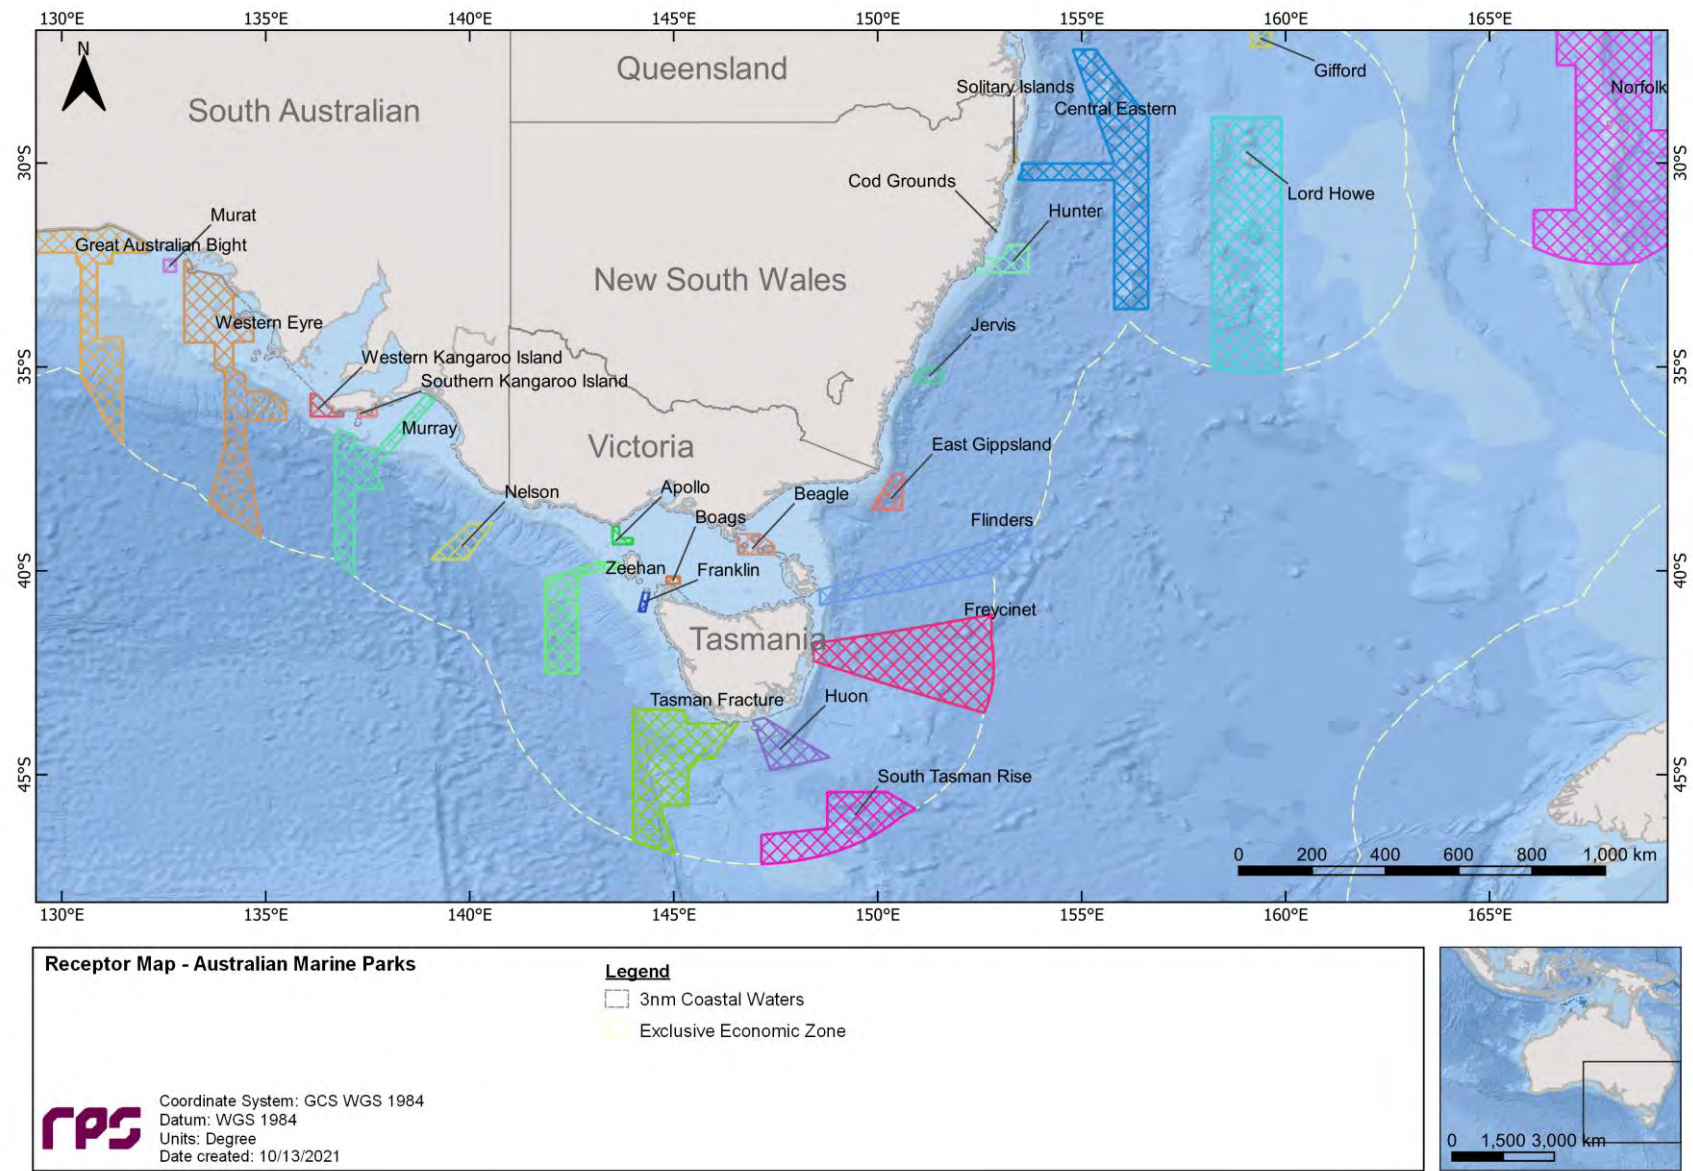 130°E 135°E 140°E 145°E 150°E 155°E 160°E 165°E
N
Queensland
Gifford
Solitary Islands
Norfolk
South Australian
Central Eastern
30°S
30°S
Cod Grounds
Lord Howe
Murat
Hunter
Great Australian Bight
New South Wales
Western Eyre
Jervis
Western Kangaroo Island
35°S
35°S
Southern Kangaroo Island
Murray
Victoria
East Gippsland
Nelson
Apollo
Beagle
Boags
Flinders
Zeehan
Franklin
40°S
40°S
Freycinet
Tasmania
Tasman Fracture
Huon
45°S
45°S
South Tasman Rise
0 200 400 600 800 1,000 km
130°E 135°E 140°E 145°E 150°E 155°E 160°E 165°E
Receptor Map - Australian Marine Parks
Legend
3nm Coastal Waters
Exclusive Economic Zone
rps
Coordinate System: GCS WGS 1984
Datum: WGS 1984
Units: Degree
Date created: 10/13/2021
0 1,500 3,000 km